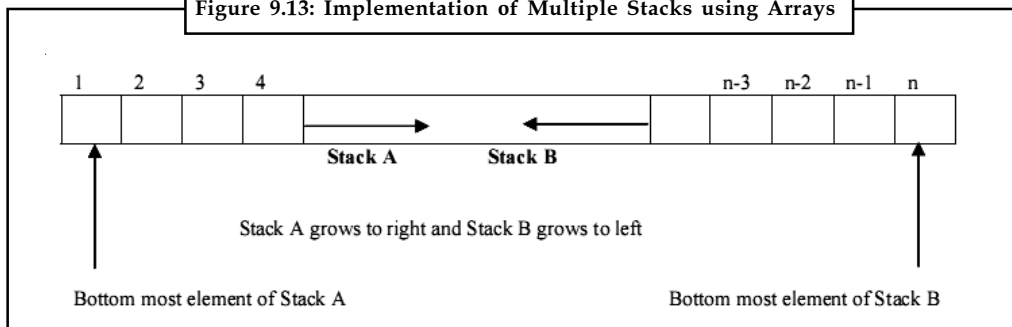 Figure 9.13: Implementation of Multiple Stacks using Arrays
1 2 3 4 n-3 n-2 n-1 n
Stack A Stack B
Stack A grows to right and Stack B grows to left
Bottom most element of Stack A Bottom most element of Stack B